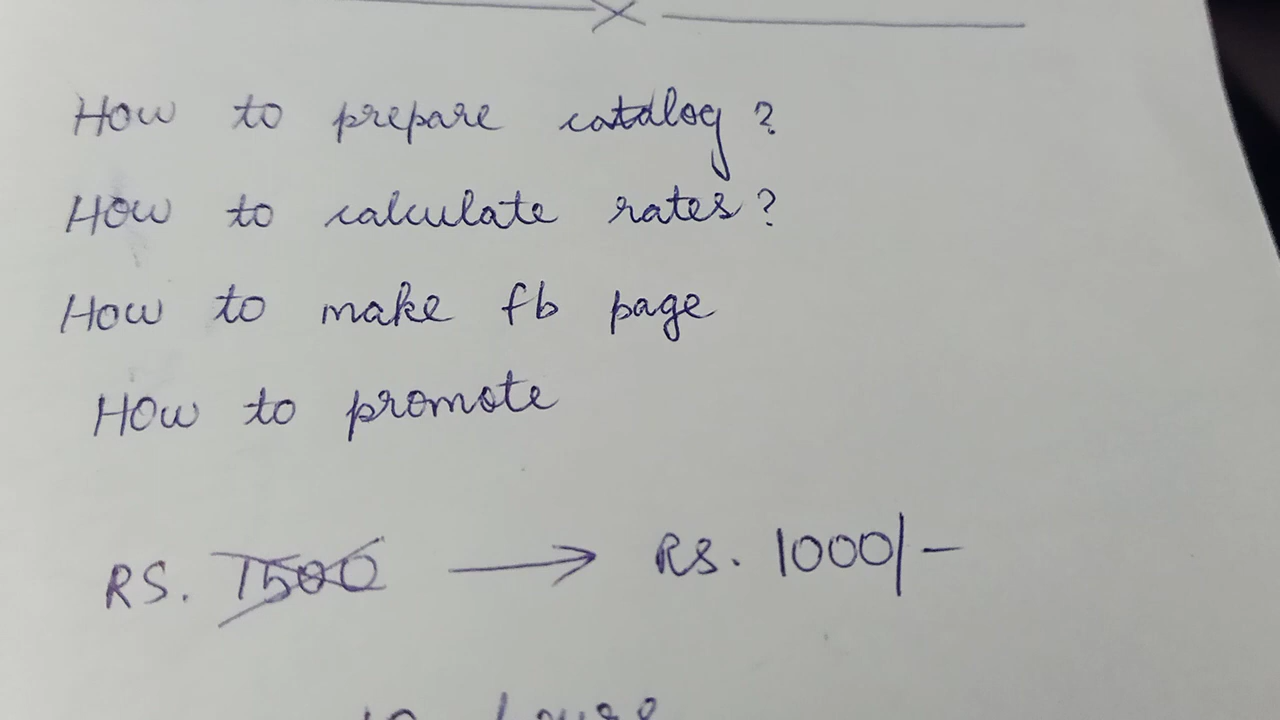 How to prepare catalog?
How to calculate rates?
How to make fb page
How to promote
RS. 1500 → RS. 1000/-